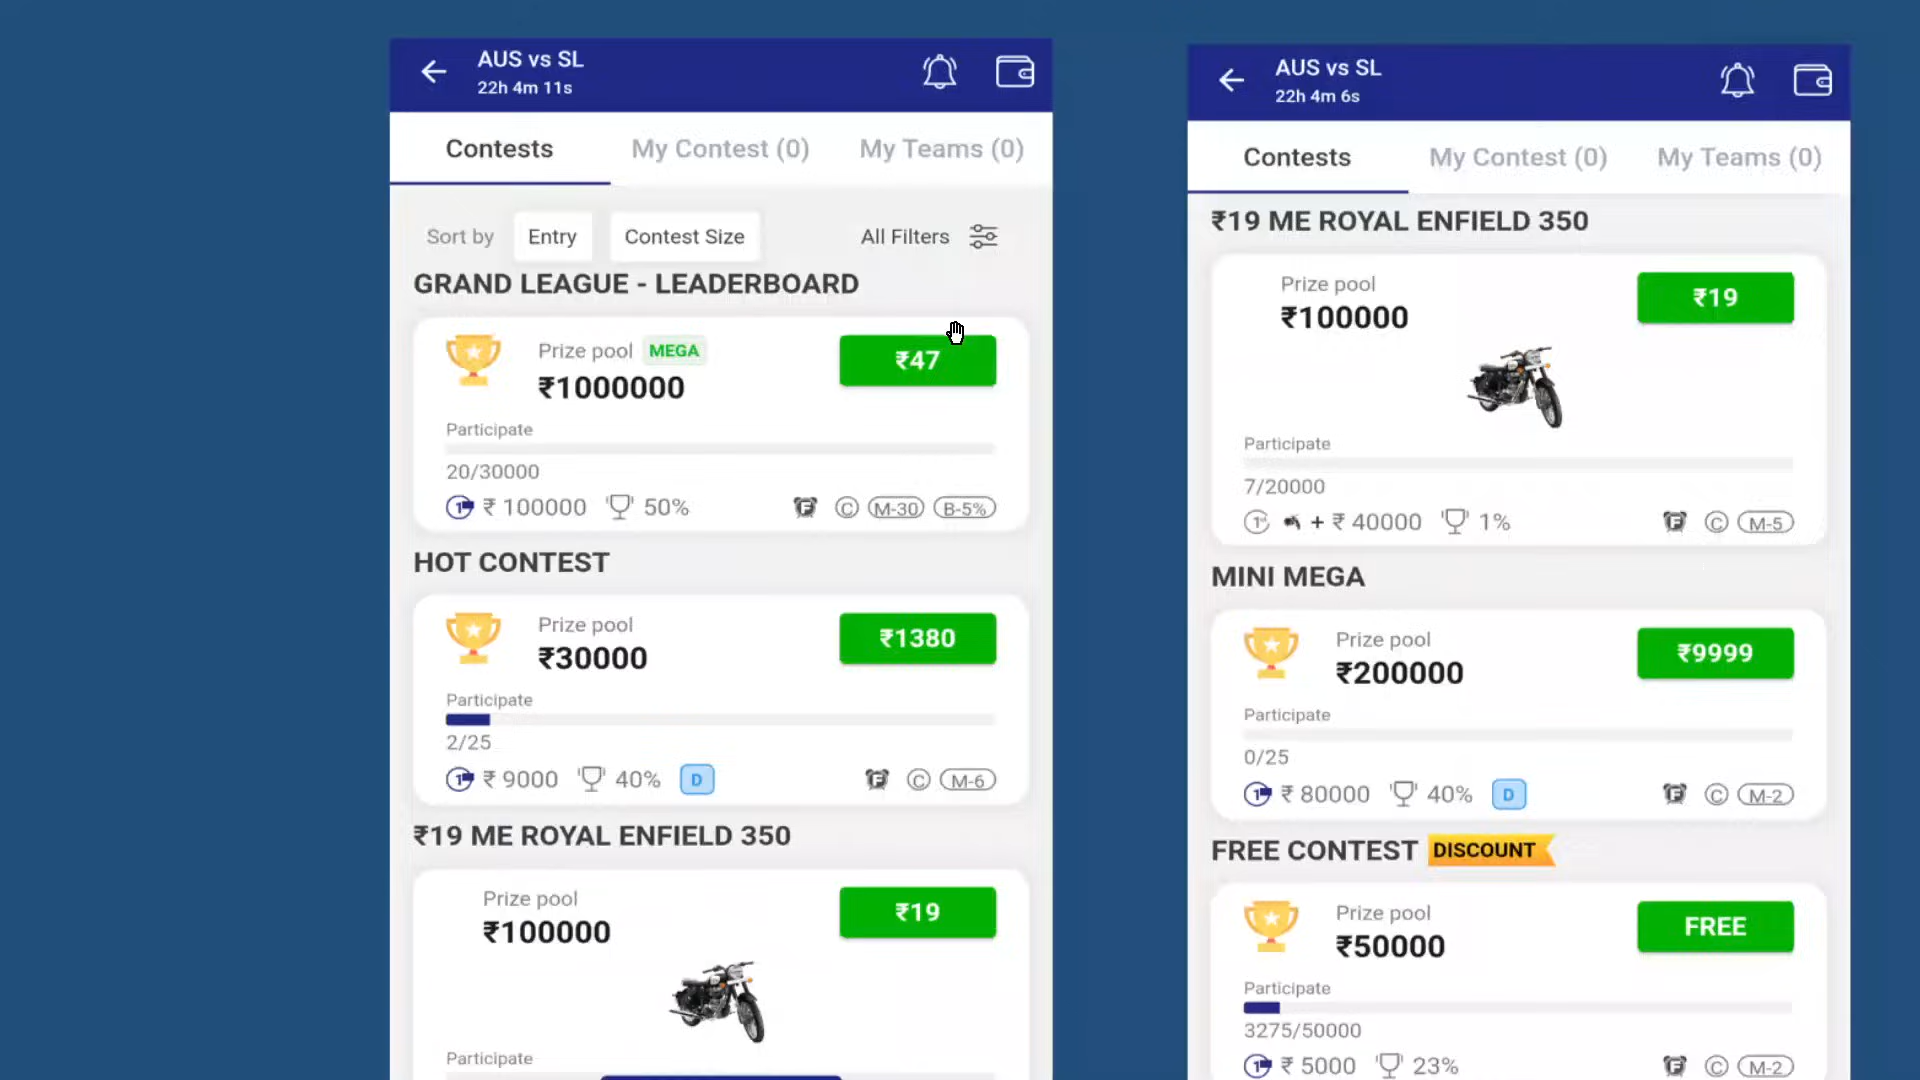 AUS vs SL
22h 4m 11s
Contests
My Contest (0)
My Teams (0)
Sort by
Entry
Contest Size
All Filters
GRAND LEAGUE - LEADERBOARD
Prize pool MEGA
₹1000000
₹47
Participate
20/30000
1st ₹ 100000 50% F C M-30 B-5%
HOT CONTEST
Prize pool
₹30000
₹1380
Participate
2/25
1st ₹ 9000 40% D F C M-6
₹19 ME ROYAL ENFIELD 350
Prize pool
₹100000
₹19
Participate
AUS vs SL
22h 4m 6s
Contests
My Contest (0)
My Teams (0)
₹19 ME ROYAL ENFIELD 350
Prize pool
₹100000
₹19
Participate
7/20000
1st + ₹ 40000 1% F C M-5
MINI MEGA
Prize pool
₹200000
₹9999
Participate
0/25
1st ₹ 80000 40% D F C M-2
FREE CONTEST DISCOUNT
Prize pool
₹50000
FREE
Participate
3275/50000
1st ₹ 5000 23% F C M-2